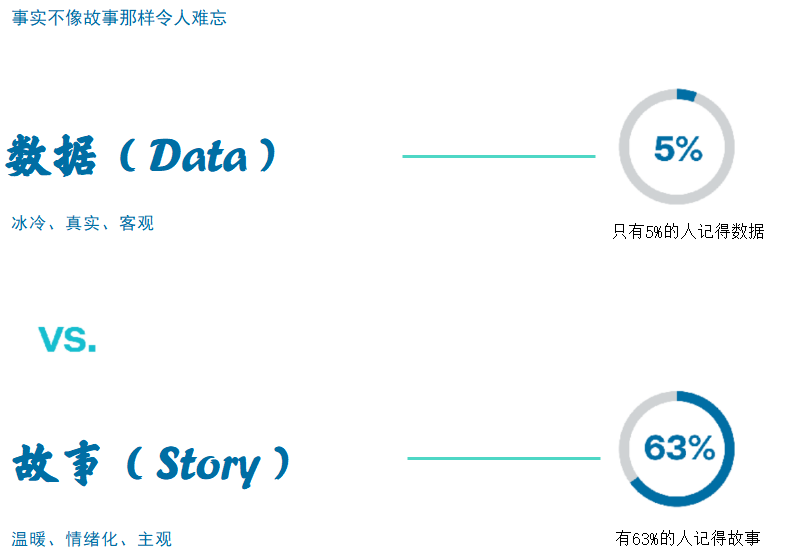 事实不像故事那样令人难忘
数据（Data）
5%
冰冷、真实、客观
只有5%的人记得数据
VS.
故事（Story）
63%
温暖、情绪化、主观
有63%的人记得故事